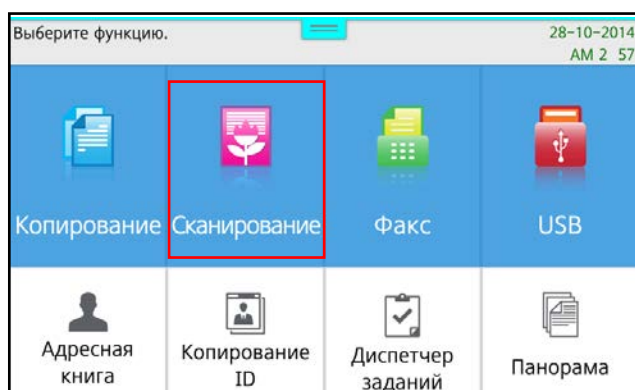 Выберите функцию.
28-10-2014
AM 2 57
Копирование
Сканирование
Факс
USB
Адресная
книга
Копирование
ID
Диспетчер
заданий
Панорама